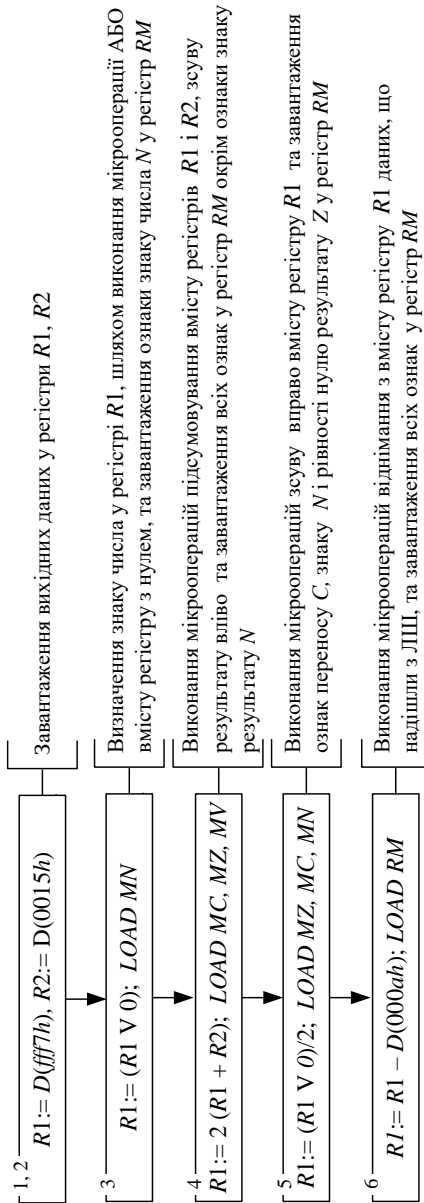 1, 2
R1:= D(fff7h), R2:= D(0015h)
Завантаження вихідних даних у регістри R1, R2
3
R1:= (R1 V 0); LOAD MN
Визначення знаку числа у регістрі R1, шляхом виконання мікрооперації АБО
вмісту регістру з нулем, та завантаження ознаки знаку числа N у регістр RM
4
R1:= 2 (R1 + R2); LOAD MC, MZ, MV
Виконання мікрооперацій підсумовування вмісту регістрів R1 і R2, зсуву
результату вліво та завантаження всіх ознак у регістр RM окрім ознаки знаку
результату N
5
R1:= (R1 V 0)/2; LOAD MZ, MC, MN
Виконання мікрооперацій зсуву вправо вмісту регістру R1 та завантаження
ознак переносу C, знаку N і рівності нулю результату Z у регістр RM
6
R1:= R1 – D(000ah); LOAD RM
Виконання мікрооперацій віднімання з вмісту регістру R1 даних, що
надішли з ЛШ, та завантаження всіх ознак у регістр RM